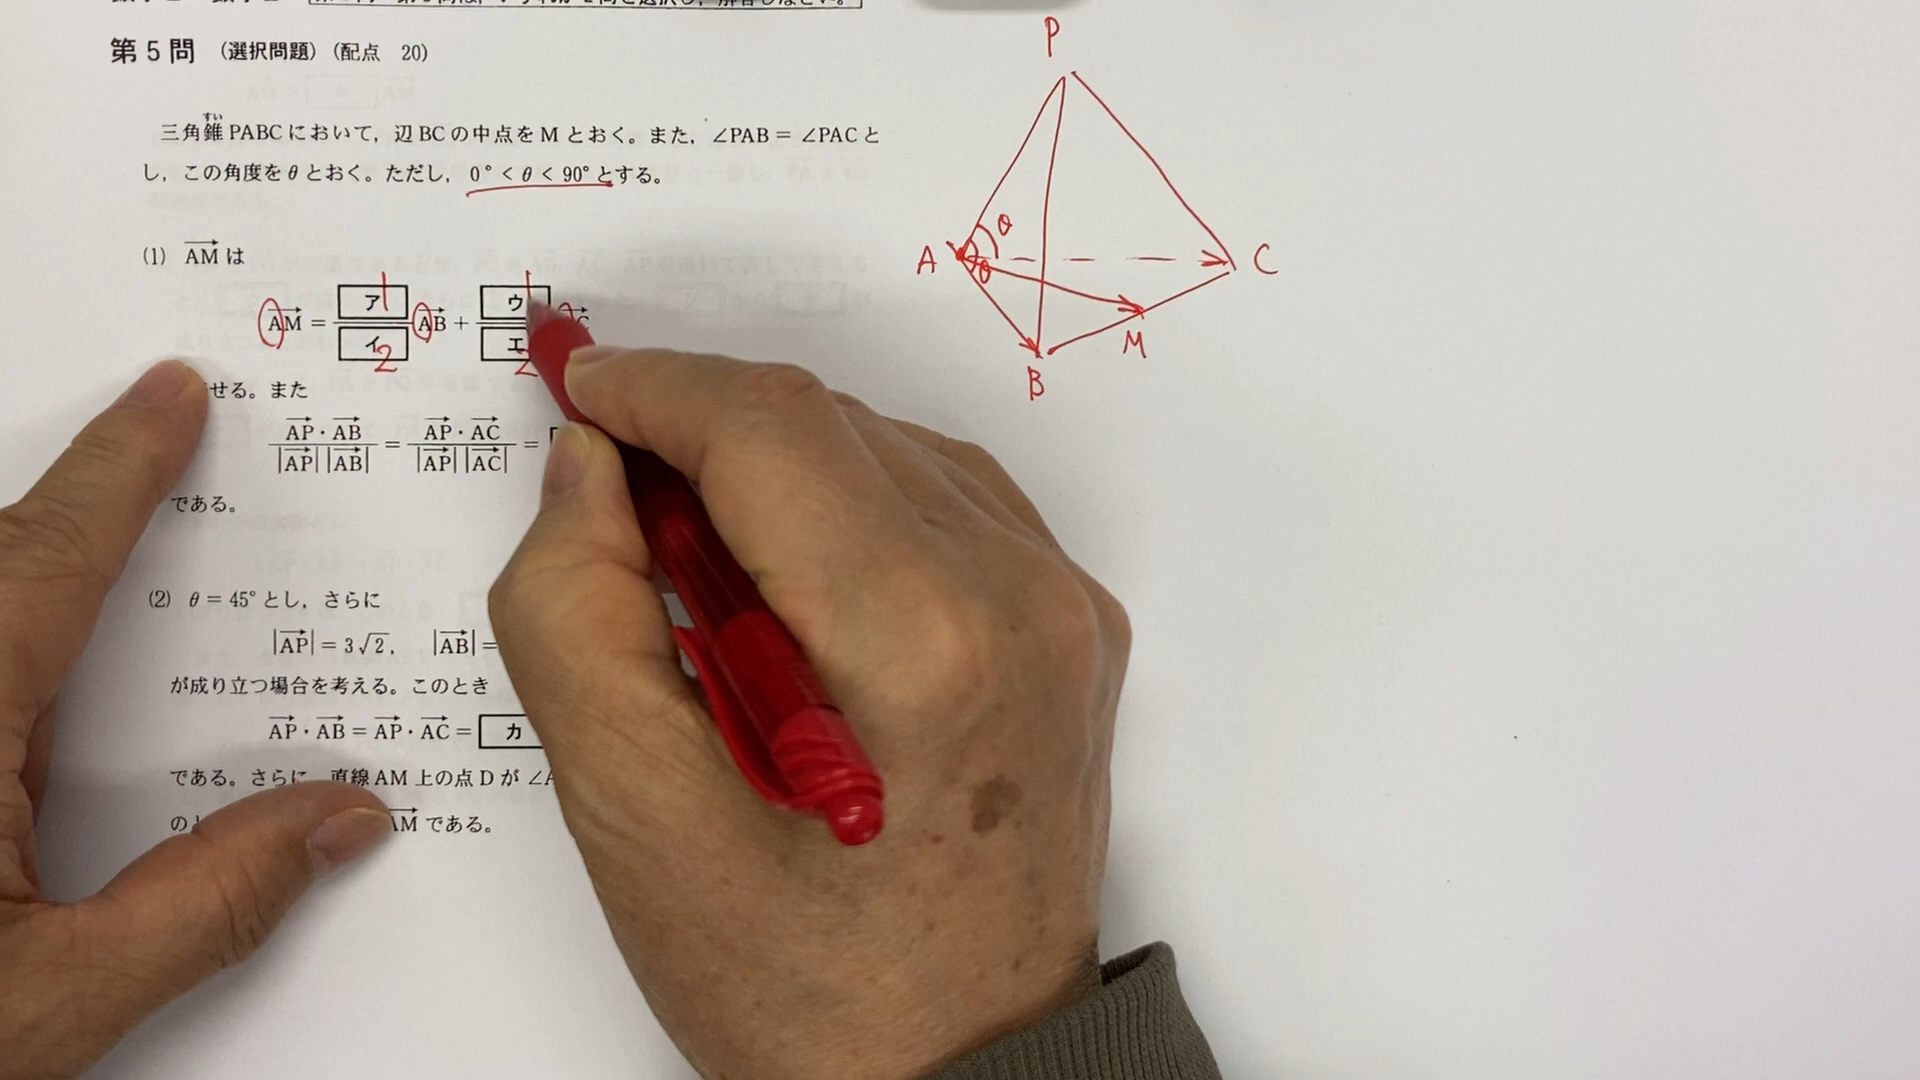 第5問 (選択問題)(配点 20)
三角錐PABCにおいて,辺BCの中点をMとおく。また,∠PAB = ∠PACと
すい
し,この角度をθとおく。ただし,0°<θ<90°とする。
(1) AMは
AM = ア/イ AB + ウ/エ
1 1
2 2
せる。また
AP・AB/|AP||AB| = AP・AC/|AP||AC| =
である。
(2) θ = 45°とし,さらに
|AP| = 3√2, |AB| =
が成り立つ場合を考える。このとき
AP・AB = AP・AC = カ
である。さらに,直線AM上の点Dが∠A
AMである。
P
θ
A
θ
C
M
B